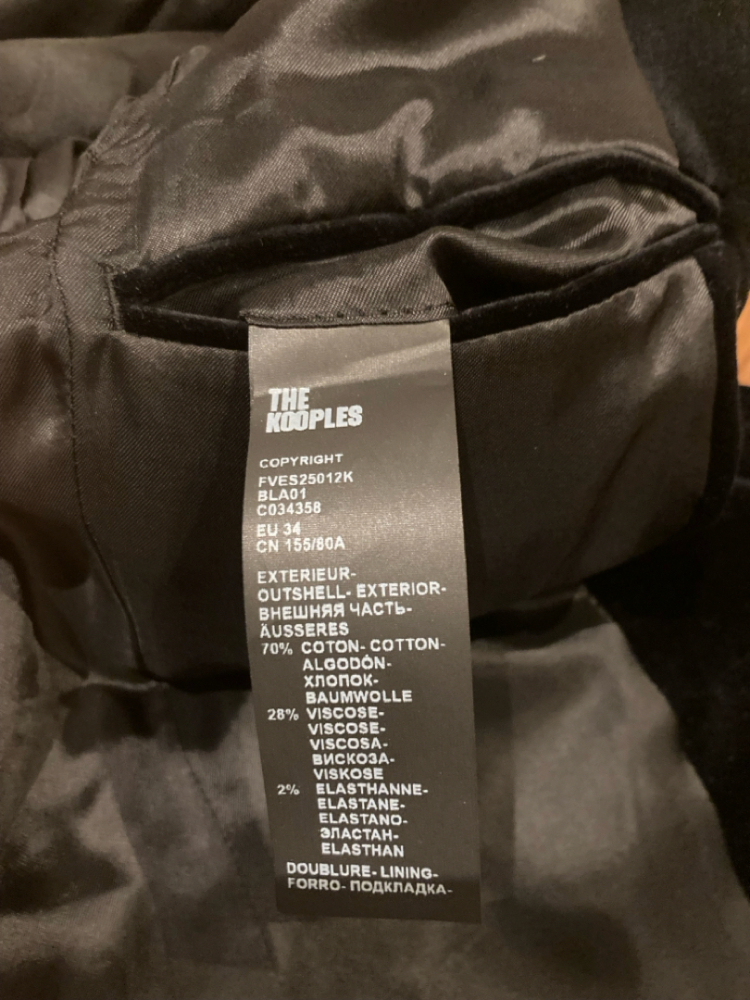 THE
KOOPLES
COPYRIGHT
FVES25012K
BLA01
C034358
EU 34
CN 155/80A
EXTERIEUR-
OUTSHELL- EXTERIOR-
ВНЕШНЯЯ ЧАСТЬ-
ÄUSSERES
70% COTON- COTTON-
ALGODÓN-
ХЛОПОК-
BAUMWOLLE
28% VISCOSE-
VISCOSE-
VISCOSA-
ВИСКОЗА-
VISKOSE
2% ELASTHANNE-
ELASTANE-
ELASTANO-
ЭЛАСТАН-
ELASTHAN
DOUBLURE- LINING-
FORRO- ПОДКЛАДКА-